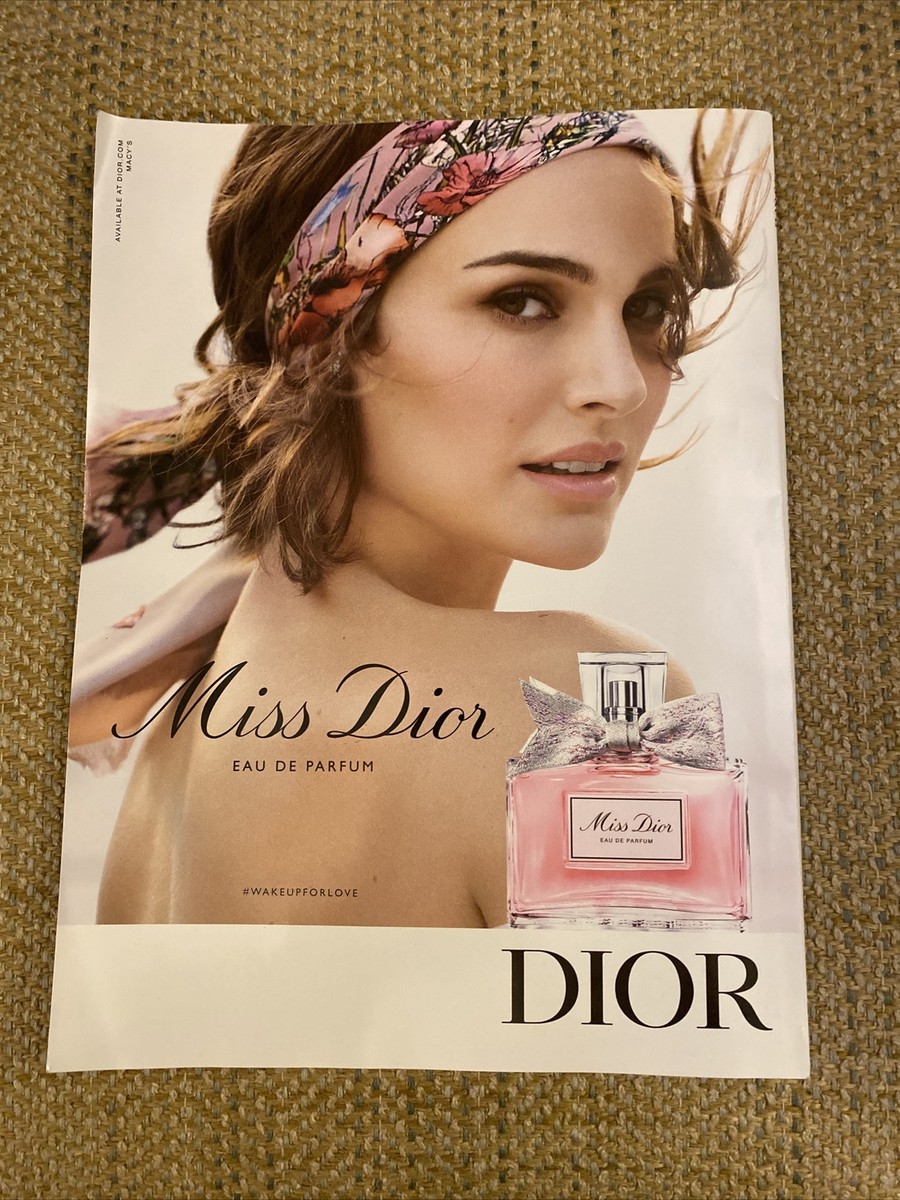 AVAILABLE AT DIOR.COM
MACY'S
Miss Dior
EAU DE PARFUM
Miss Dior
EAU DE PARFUM
#WAKEUPFORLOVE
DIOR